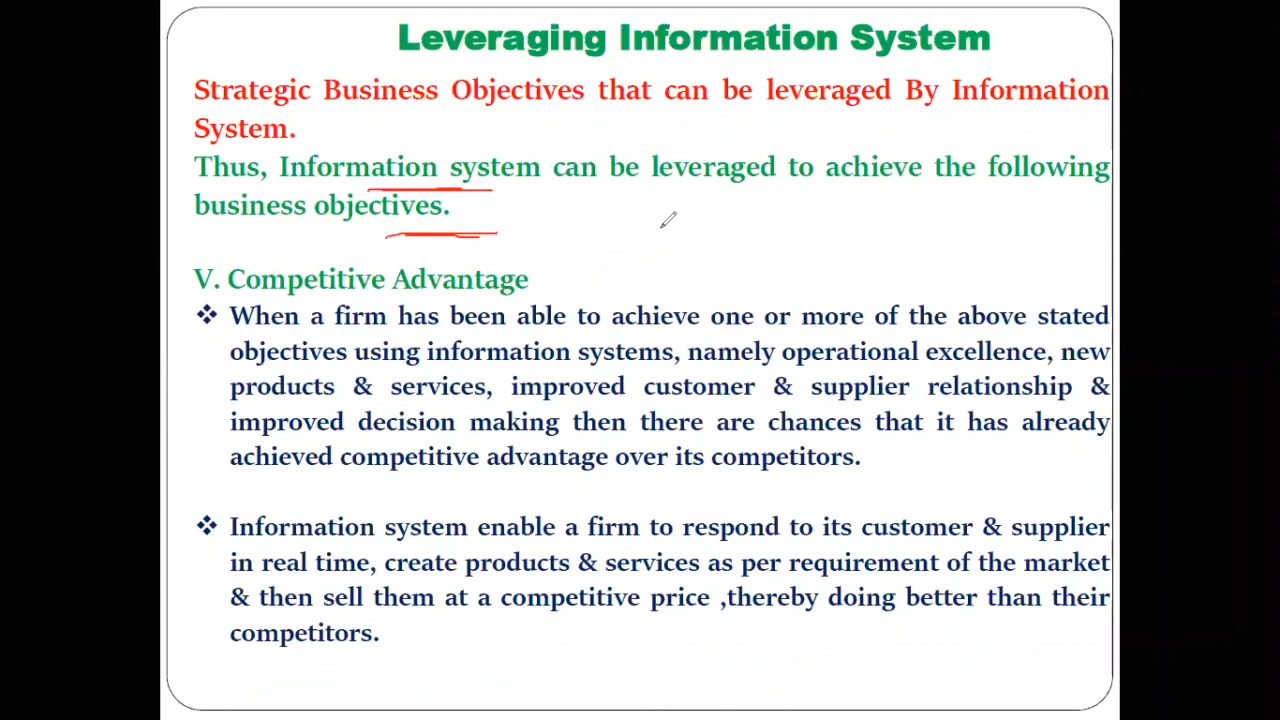 Leveraging Information System
Strategic Business Objectives that can be leveraged By Information
System.
Thus, Information system can be leveraged to achieve the following
business objectives.
V. Competitive Advantage
❖ When a firm has been able to achieve one or more of the above stated
objectives using information systems, namely operational excellence, new
products & services, improved customer & supplier relationship &
improved decision making then there are chances that it has already
achieved competitive advantage over its competitors.
❖ Information system enable a firm to respond to its customer & supplier
in real time, create products & services as per requirement of the market
& then sell them at a competitive price ,thereby doing better than their
competitors.